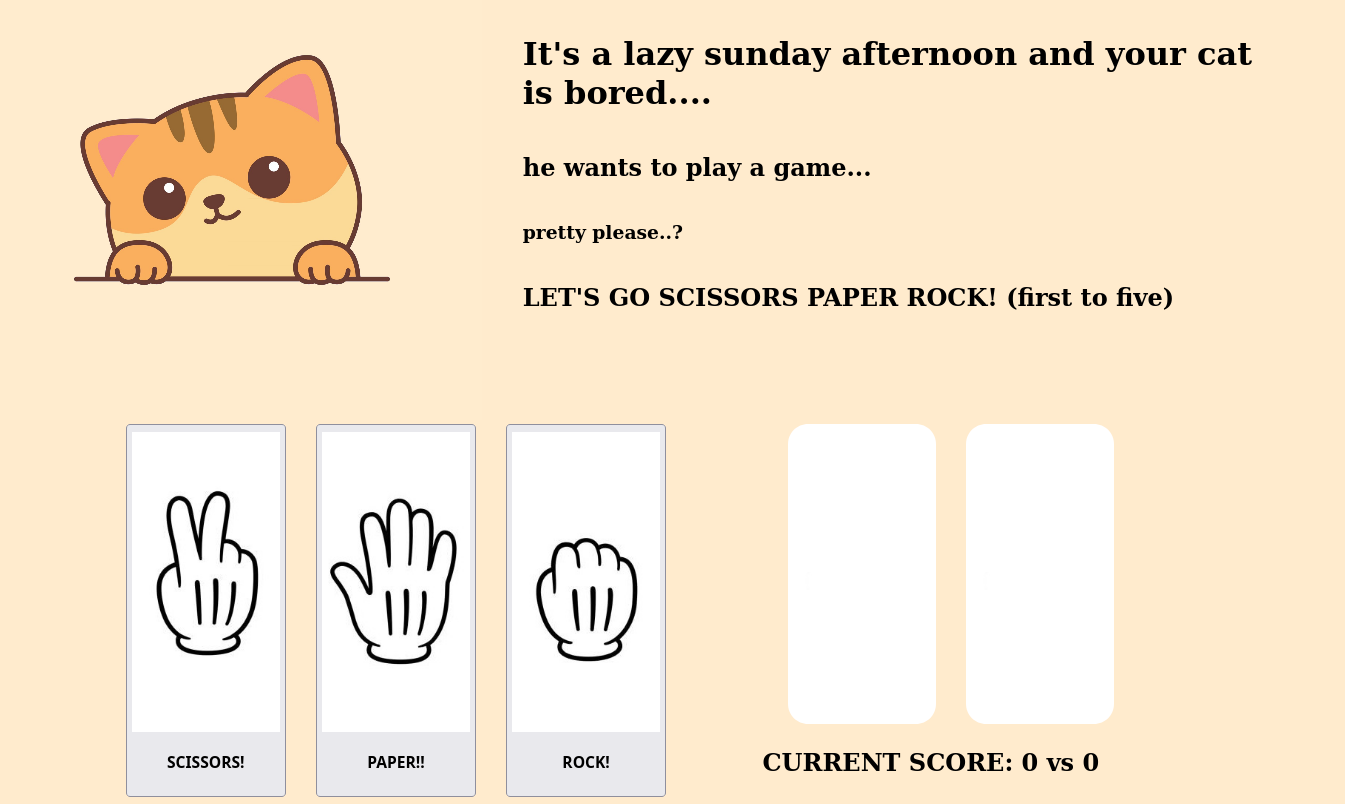 It's a lazy sunday afternoon and your cat
is bored....
he wants to play a game...
pretty please..?
LET'S GO SCISSORS PAPER ROCK! (first to five)
SCISSORS!
PAPER!!
ROCK!
CURRENT SCORE: 0 vs 0